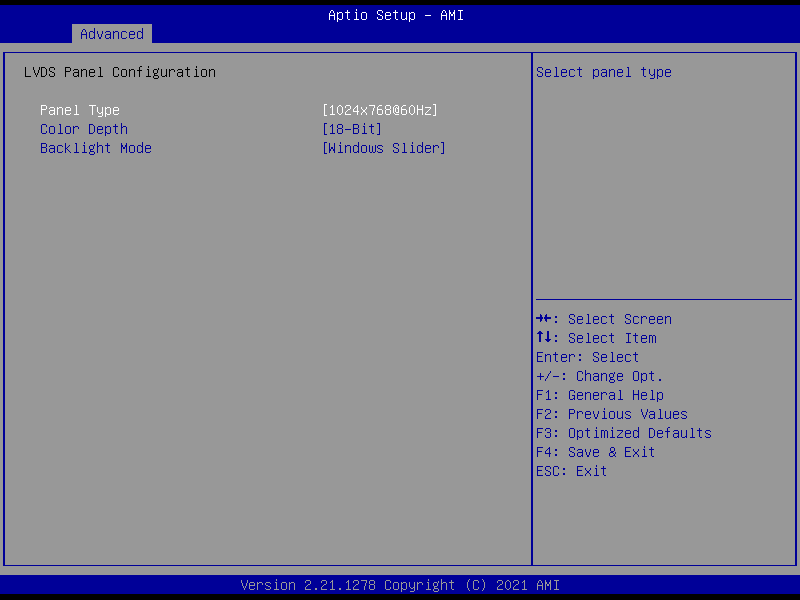 Aptio Setup – AMI
Advanced
LVDS Panel Configuration
Panel Type [1024x768@60Hz]
Color Depth [18-Bit]
Backlight Mode [Windows Slider]
Select panel type
→←: Select Screen
↑↓: Select Item
Enter: Select
+/-: Change Opt.
F1: General Help
F2: Previous Values
F3: Optimized Defaults
F4: Save & Exit
ESC: Exit
Version 2.21.1278 Copyright (C) 2021 AMI